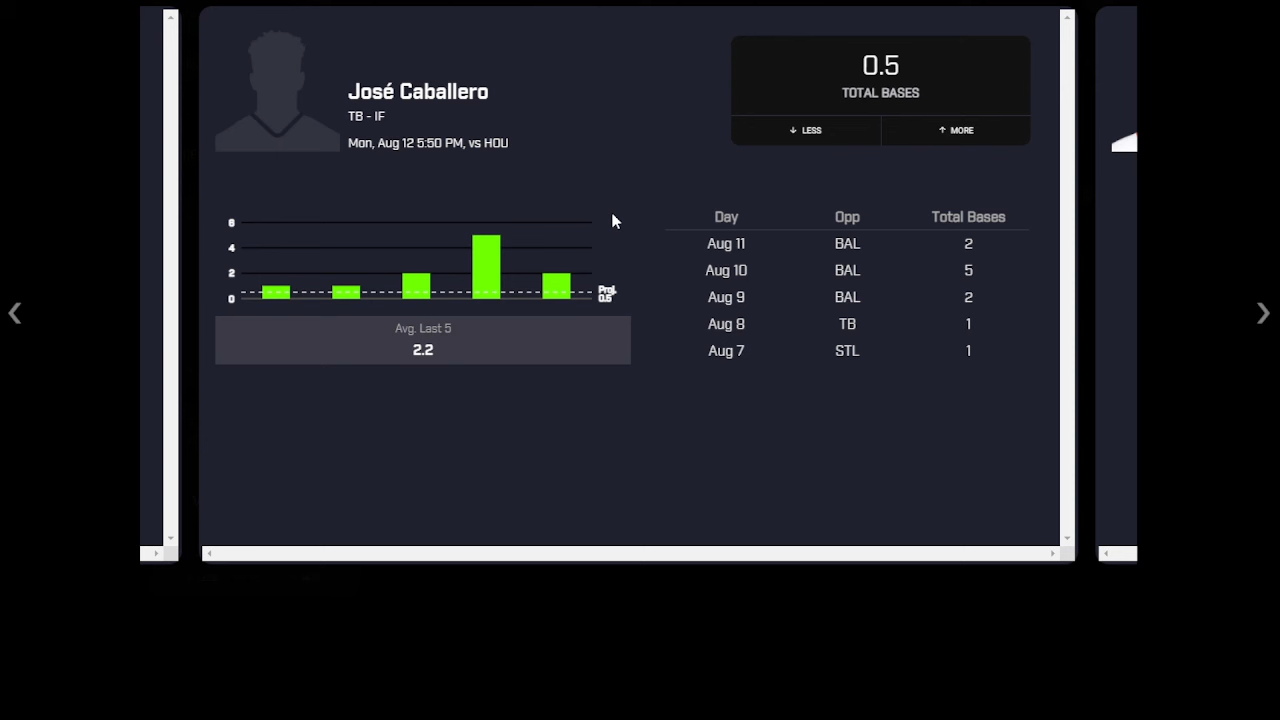 José Caballero
TB - IF
Mon, Aug 12 5:50 PM, vs HOU
0.5
TOTAL BASES
↓ LESS
↑ MORE
6
4
2
0
Proj.
0.5
Avg. Last 5
2.2
Day Opp Total Bases
Aug 11 BAL 2
Aug 10 BAL 5
Aug 9 BAL 2
Aug 8 TB 1
Aug 7 STL 1